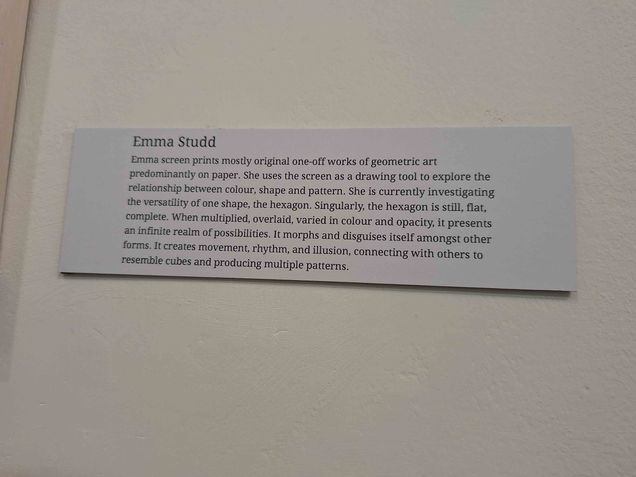 Emma Studd
Emma screen prints mostly original one-off works of geometric art
predominantly on paper. She uses the screen as a drawing tool to explore the
relationship between colour, shape and pattern. She is currently investigating
the versatility of one shape, the hexagon. Singularly, the hexagon is still, flat,
complete. When multiplied, overlaid, varied in colour and opacity, it presents
an infinite realm of possibilities. It morphs and disguises itself amongst other
forms. It creates movement, rhythm, and illusion, connecting with others to
resemble cubes and producing multiple patterns.